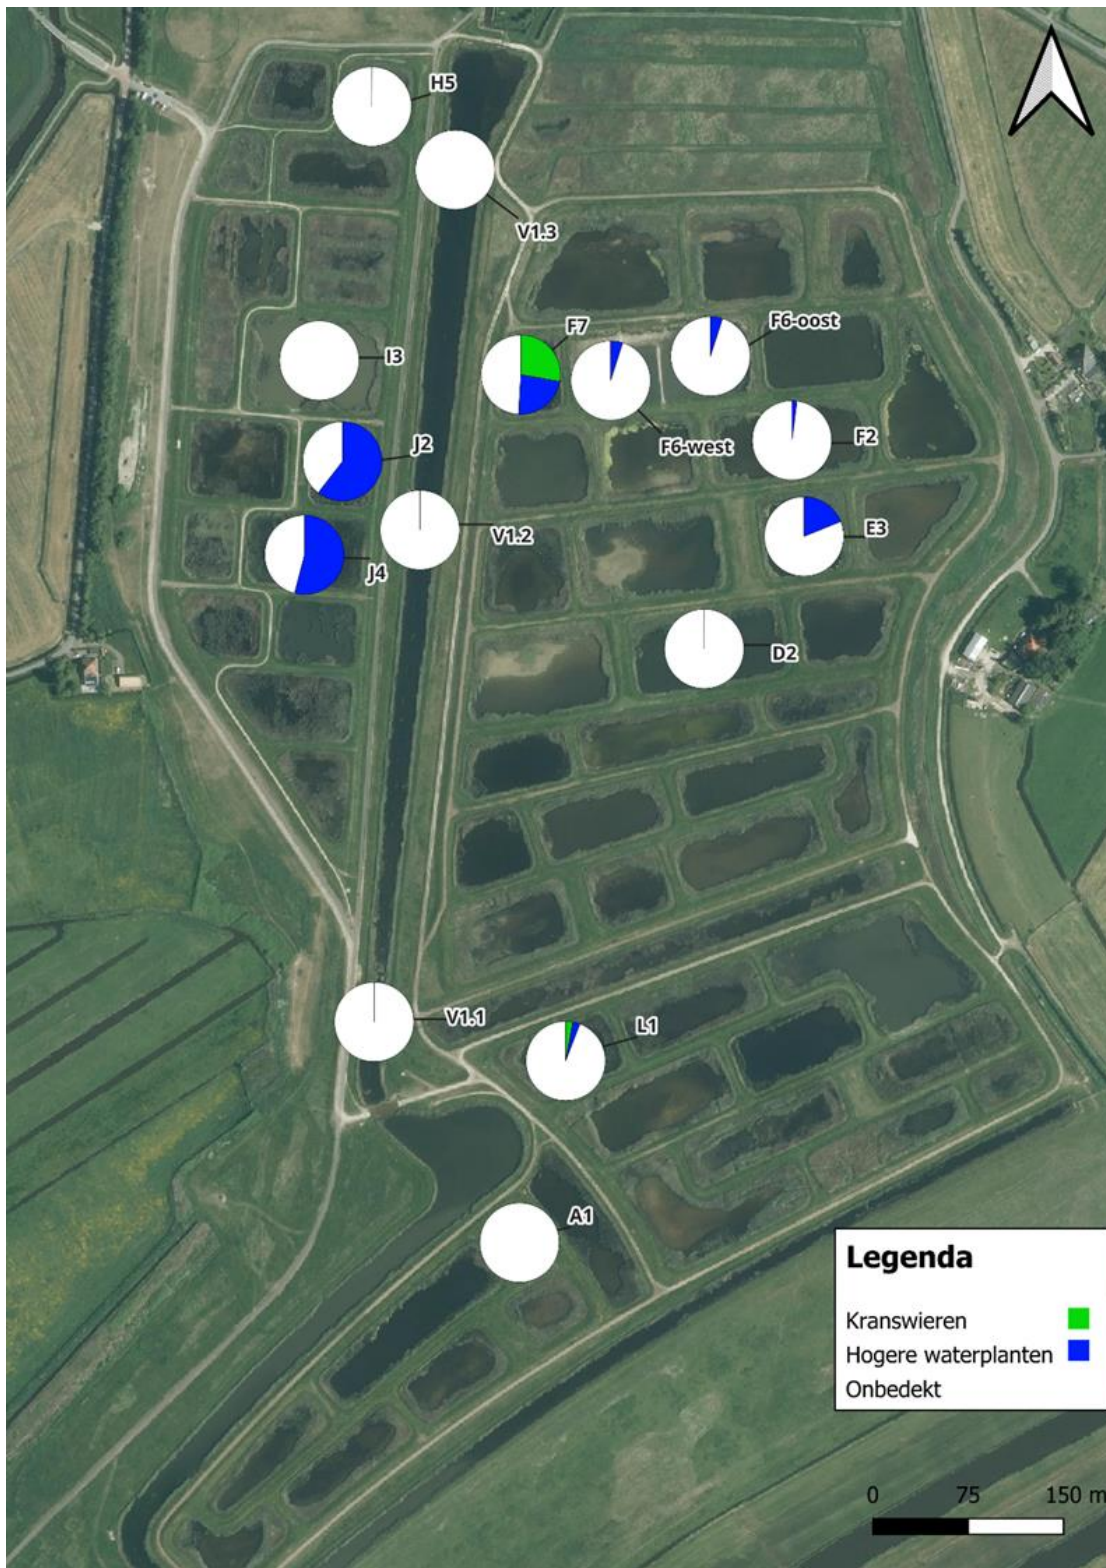 H5
V1.3
F6-oost
F7
I3
F6-west
F2
J2
V1.2
E3
J4
D2
V1.1
L1
A1
Legenda
Kranswieren
Hogere waterplanten
Onbedekt
0 75 150 m